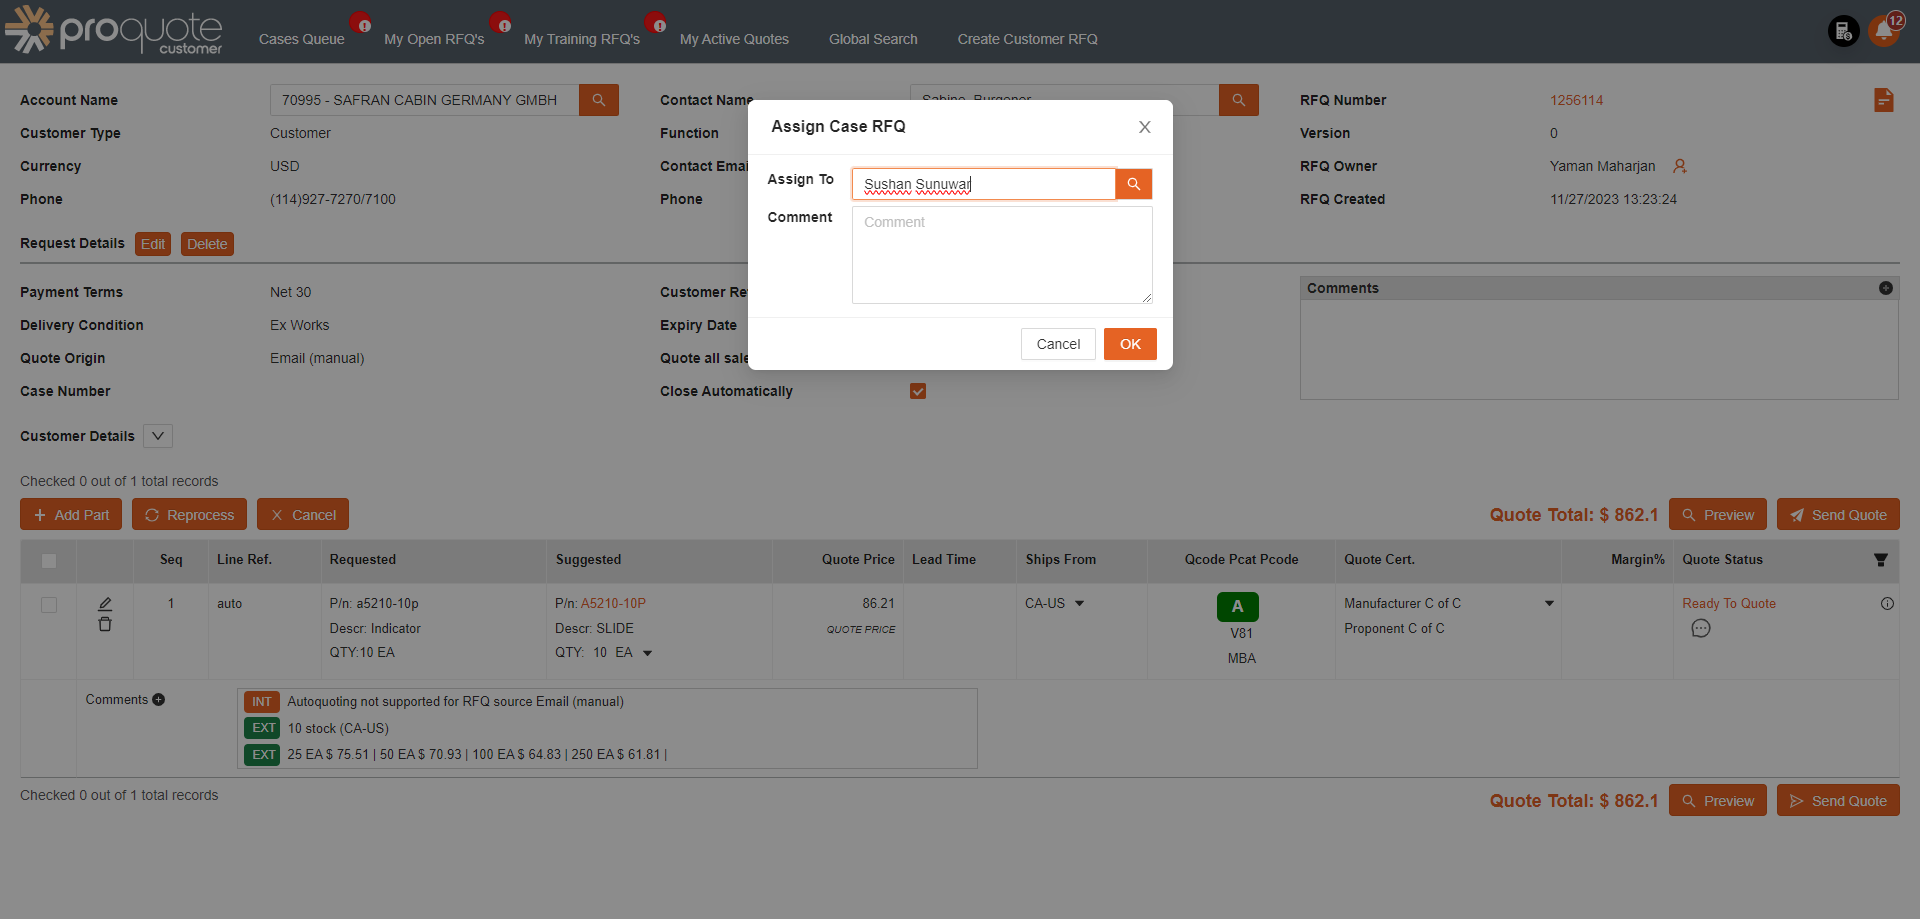 proquote
customer
Cases Queue
My Open RFQ's
My Training RFQ's
My Active Quotes
Global Search
Create Customer RFQ
12
Account Name
70995 - SAFRAN CABIN GERMANY GMBH
Contact Name
RFQ Number
1256114
Customer Type
Customer
Function
Version
0
Currency
USD
Contact Emai
RFQ Owner
Yaman Maharjan
Phone
(114)927-7270/7100
Phone
RFQ Created
11/27/2023 13:23:24
Assign Case RFQ
Assign To
Sushan Sunuwar
Comment
Comment
Cancel
OK
Request Details
Edit
Delete
Payment Terms
Net 30
Customer Re
Comments
Delivery Condition
Ex Works
Expiry Date
Quote Origin
Email (manual)
Quote all sale
Case Number
Close Automatically
Customer Details
Checked 0 out of 1 total records
Add Part
Reprocess
Cancel
Quote Total: $ 862.1
Preview
Send Quote
Seq
Line Ref.
Requested
Suggested
Quote Price
Lead Time
Ships From
Qcode Pcat Pcode
Quote Cert.
Margin%
Quote Status
1
auto
P/n: a5210-10p
Descr: Indicator
QTY:10 EA
P/n: A5210-10P
Descr: SLIDE
QTY: 10 EA
86.21
QUOTE PRICE
CA-US
A
V81
MBA
Manufacturer C of C
Proponent C of C
Ready To Quote
Comments
INT Autoquoting not supported for RFQ source Email (manual)
EXT 10 stock (CA-US)
EXT 25 EA $ 75.51 | 50 EA $ 70.93 | 100 EA $ 64.83 | 250 EA $ 61.81 |
Checked 0 out of 1 total records
Quote Total: $ 862.1
Preview
Send Quote